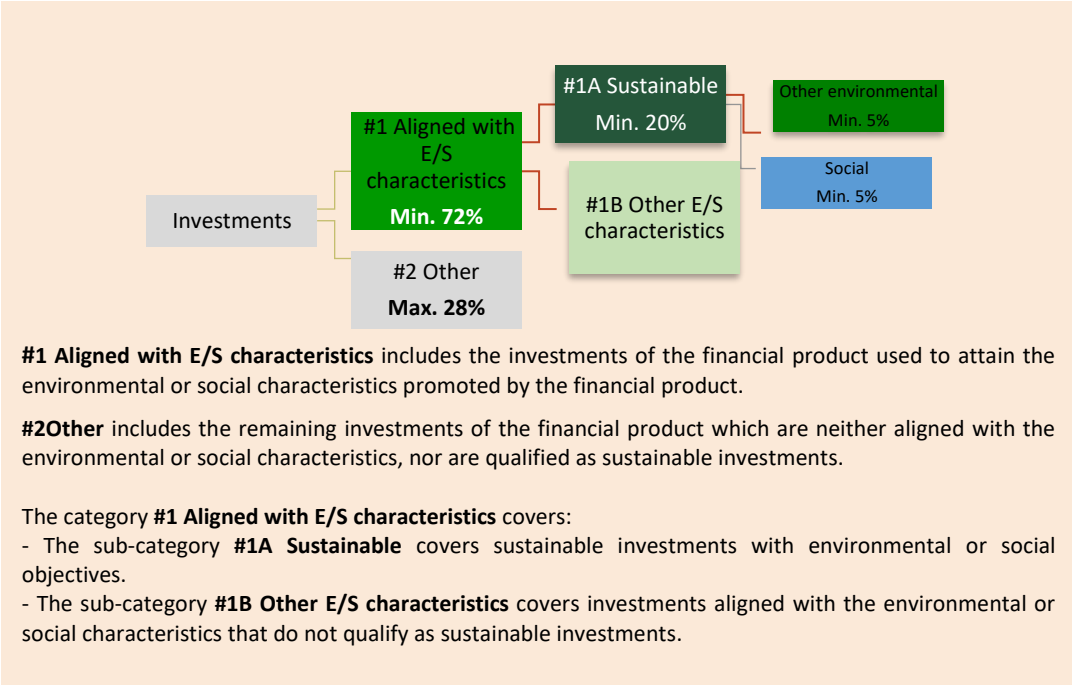 #1A Sustainable
Min. 20%
Other environmental
Min. 5%
#1 Aligned with
E/S
characteristics
Min. 72%
Social
Min. 5%
#1B Other E/S
characteristics
Investments
#2 Other
Max. 28%
#1 Aligned with E/S characteristics includes the investments of the financial product used to attain the
environmental or social characteristics promoted by the financial product.
#2Other includes the remaining investments of the financial product which are neither aligned with the
environmental or social characteristics, nor are qualified as sustainable investments.
The category #1 Aligned with E/S characteristics covers:
- The sub-category #1A Sustainable covers sustainable investments with environmental or social
objectives.
- The sub-category #1B Other E/S characteristics covers investments aligned with the environmental or
social characteristics that do not qualify as sustainable investments.